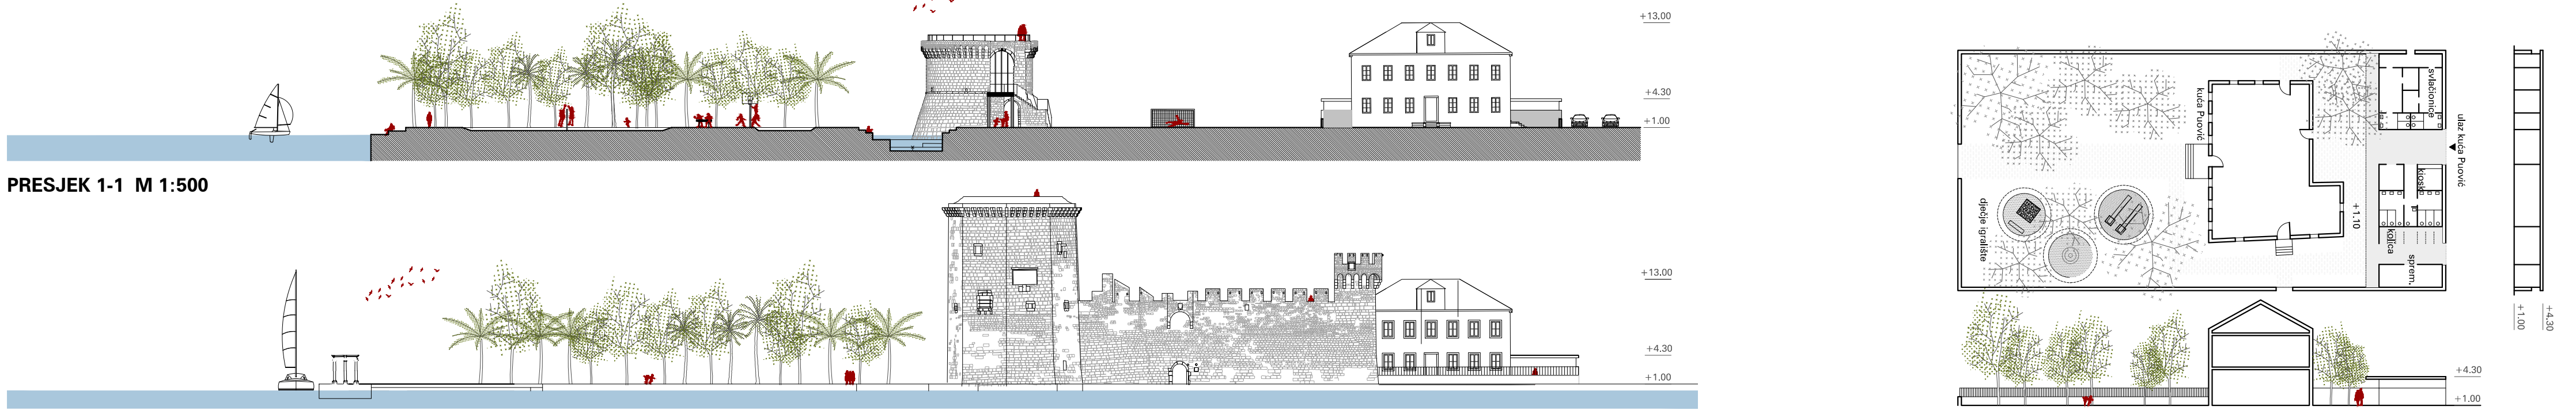 +13.00
+4.30
+1.00
PRESJEK 1-1 M 1:500
+13.00
+4.30
+1.00
svlačionice
kuća Puović
ulaz kuća Puović
kiosk
dječje igralište
+1.10
kolica
sprem.
+1.00
+4.30
+4.30
+1.00